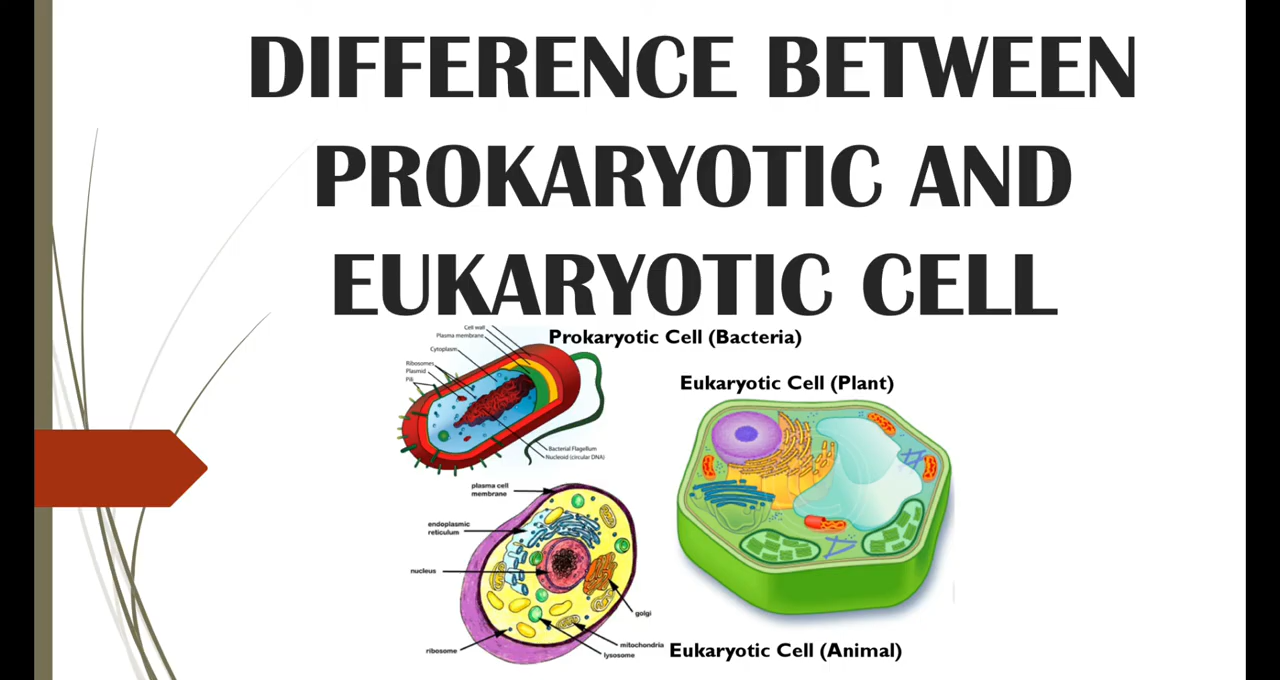 DIFFERENCE BETWEEN
PROKARYOTIC AND
EUKARYOTIC CELL
Prokaryotic Cell (Bacteria)
Cell wall
Plasma membrane
Cytoplasm
Ribosomes
Plasmid
Pili
Bacterial Flagellum
Nucleoid (circular DNA)
Eukaryotic Cell (Plant)
plasma cell
membrane
endoplasmic
reticulum
nucleus
golgi
mitochondria
ribosome
lysosome
Eukaryotic Cell (Animal)